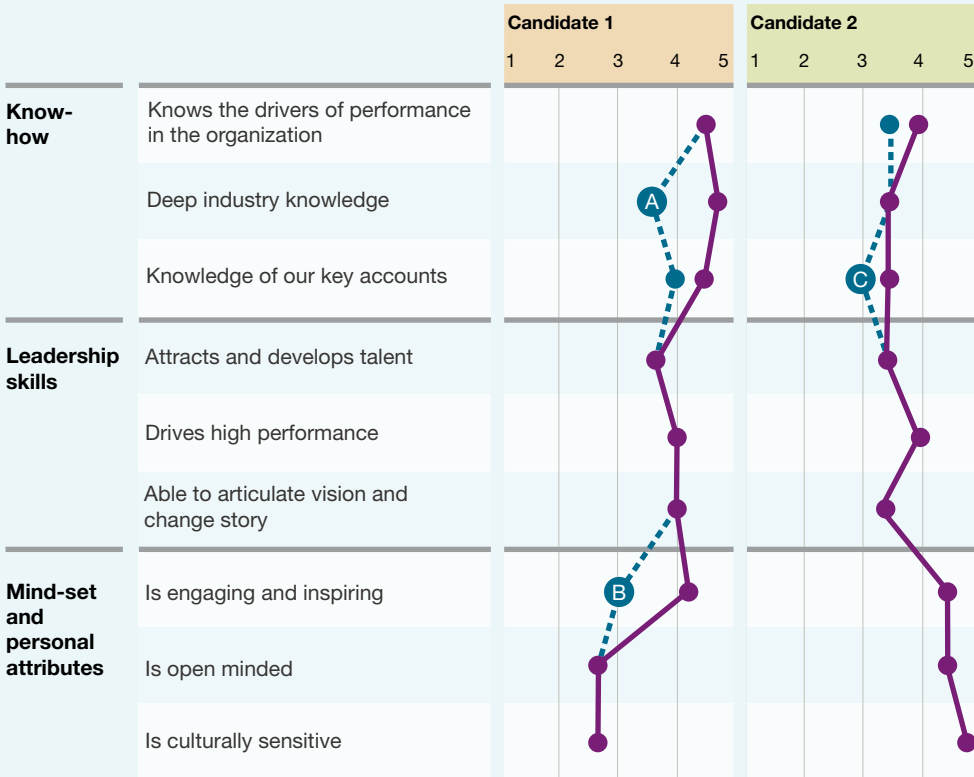 Candidate 1
Candidate 2
1 2 3 4 5
1 2 3 4 5
Know-
how
Knows the drivers of performance
in the organization
Deep industry knowledge
A
Knowledge of our key accounts
C
Leadership
skills
Attracts and develops talent
Drives high performance
Able to articulate vision and
change story
Mind-set
and
personal
attributes
Is engaging and inspiring
B
Is open minded
Is culturally sensitive